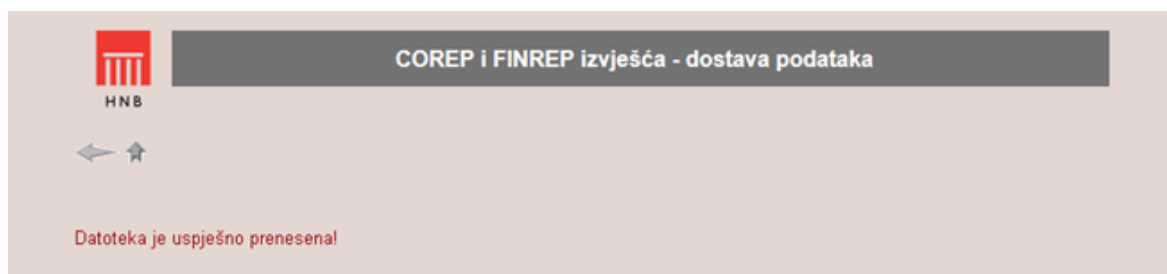 COREP i FINREP izvješća - dostava podataka
HNB
Datoteka je uspješno prenesena!